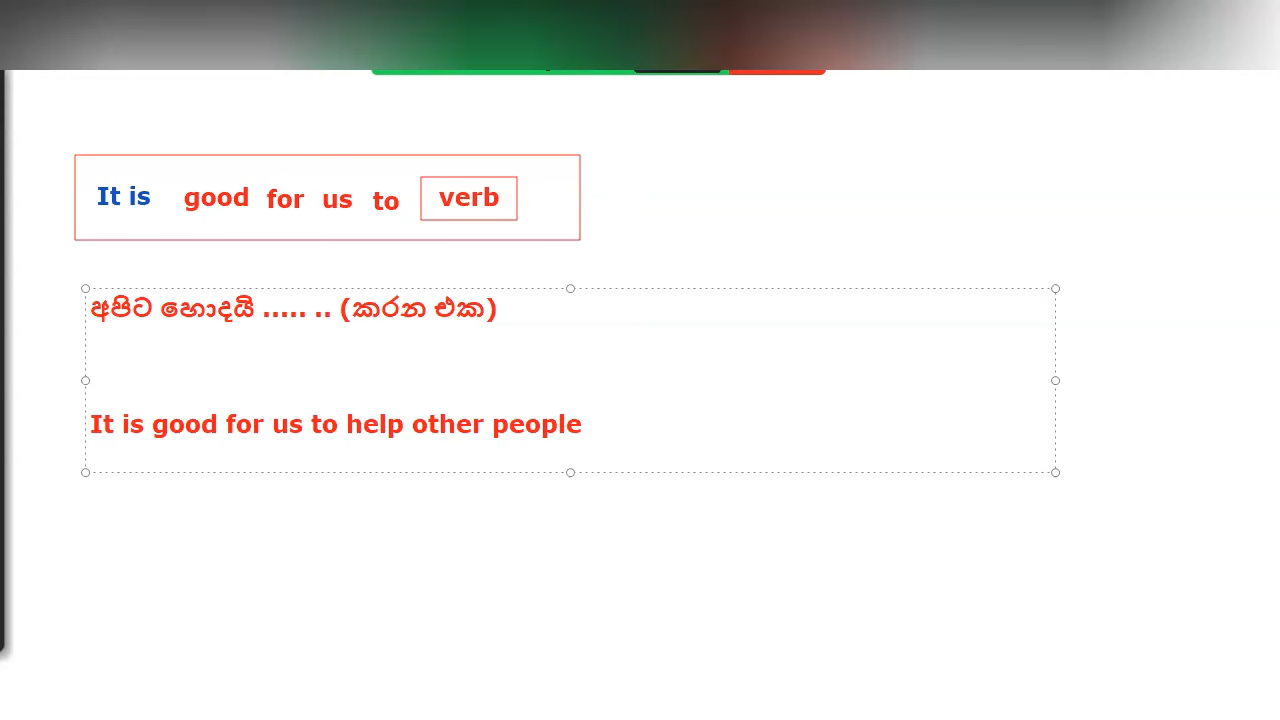 It is good for us to verb
අපිට හොදයි ..... .. (කරන එක)
It is good for us to help other people